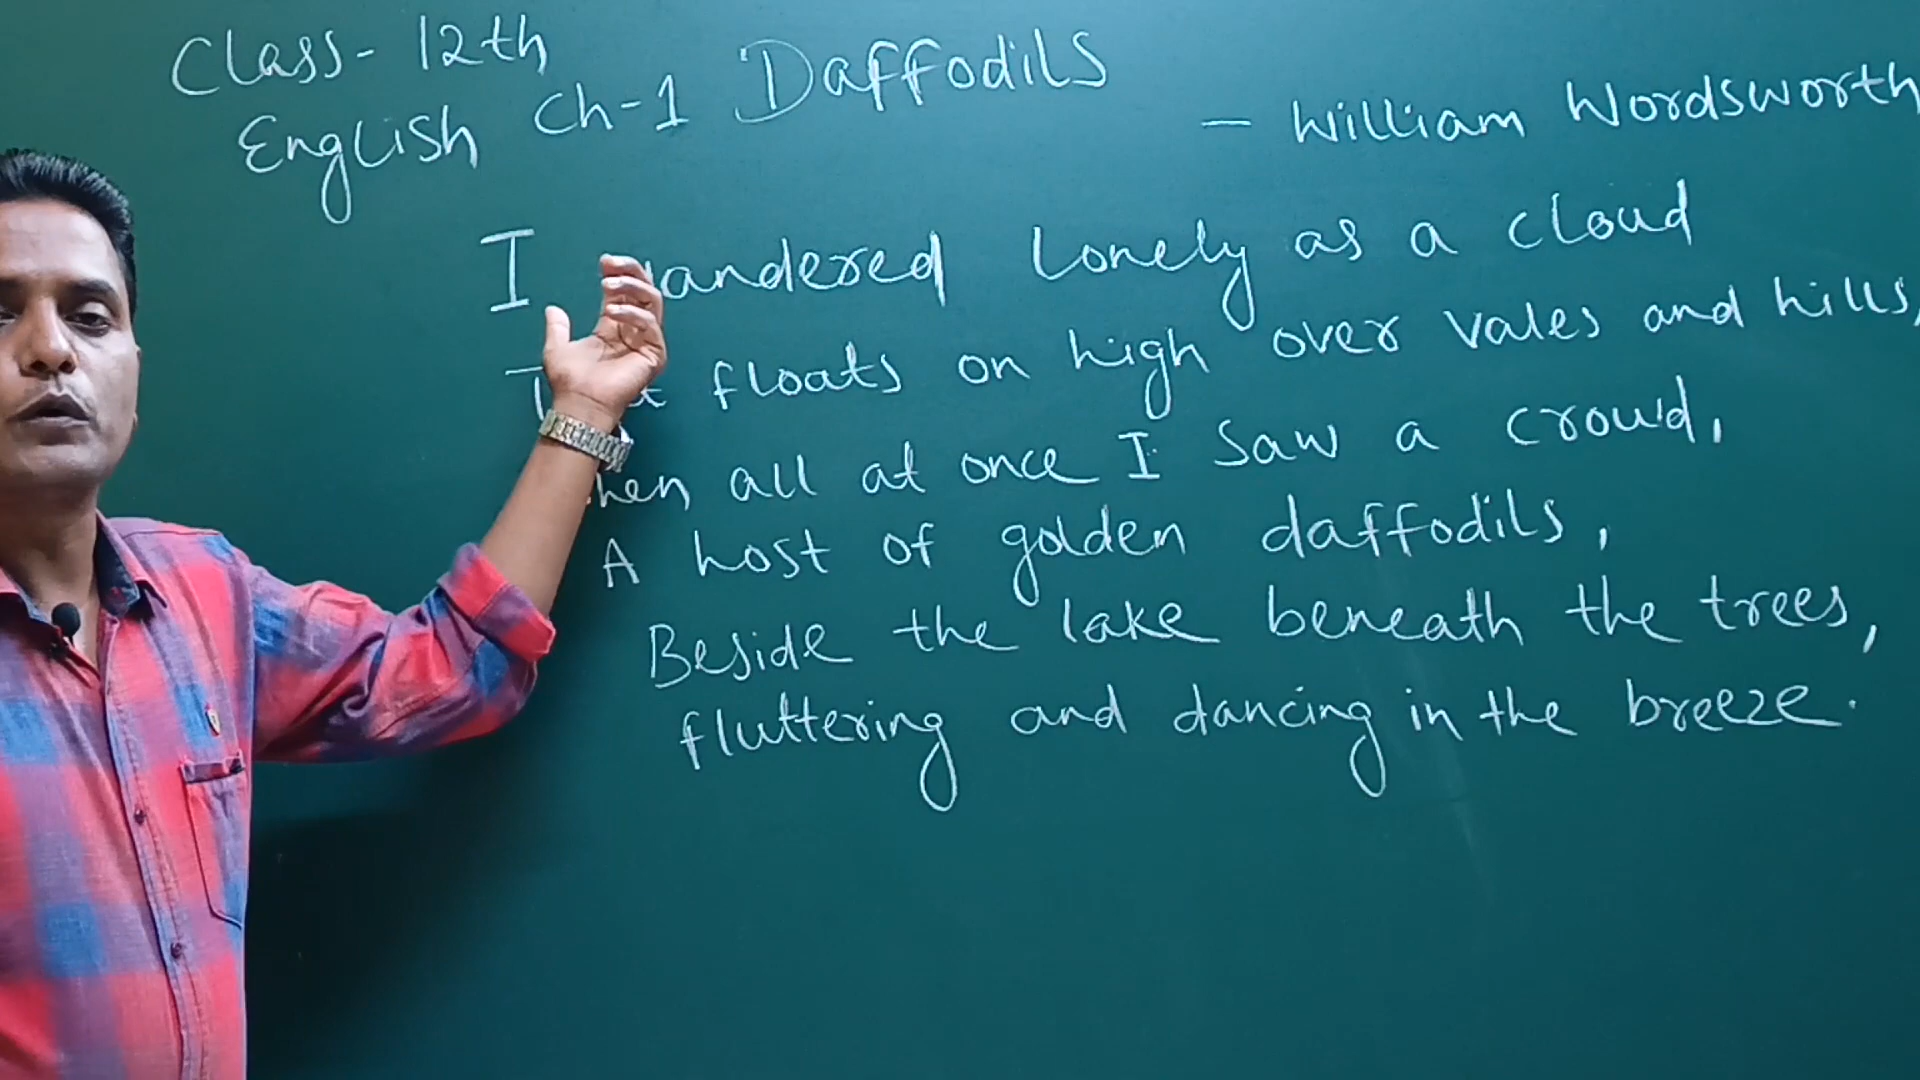 Class- 12th
English Ch-1 Daffodils
- William Wordsworth
I wandered lonely as a cloud
floats on high over vales and hills,
when all at once I saw a crowd,
A host of golden daffodils,
Beside the lake beneath the trees,
fluttering and dancing in the breeze.